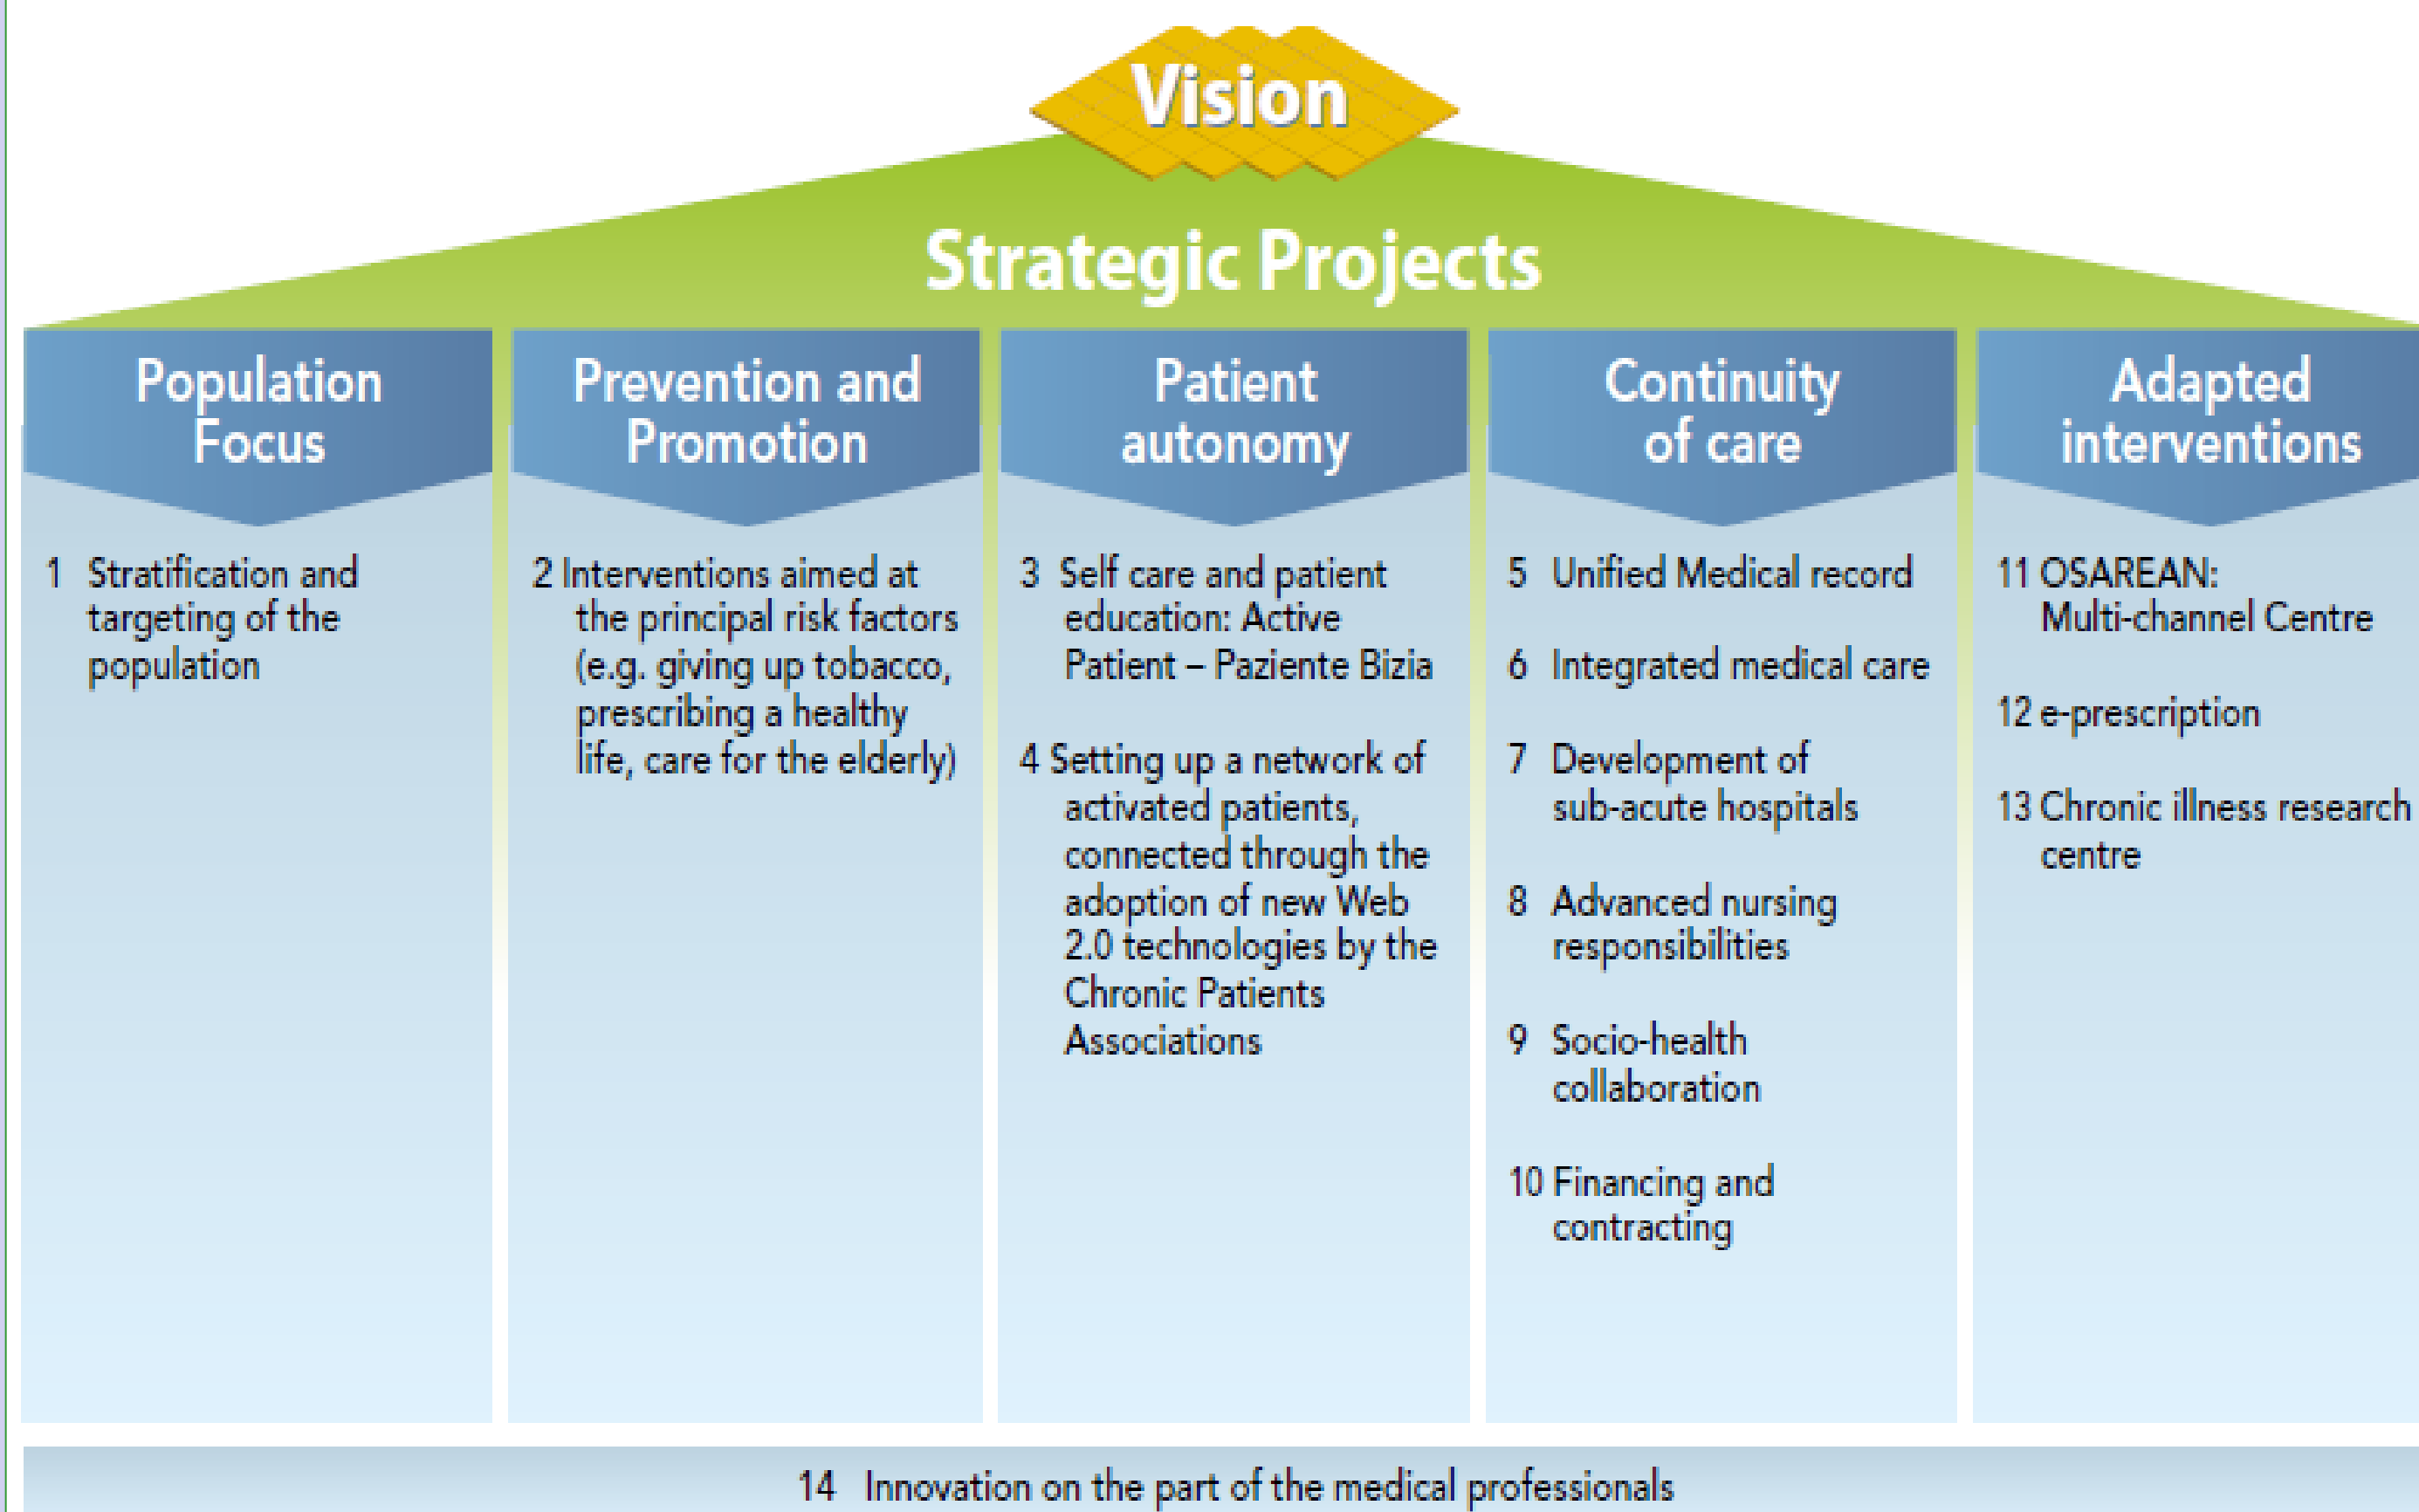 Vision
Strategic Projects
Population
Focus
1 Stratification and
targeting of the
population
Prevention and
Promotion
2 Interventions aimed at
the principal risk factors
(e.g. giving up tobacco,
prescribing a healthy
life, care for the elderly)
Patient
autonomy
3 Self care and patient
education: Active
Patient – Paziente Bizia
4 Setting up a network of
activated patients,
connected through the
adoption of new Web
2.0 technologies by the
Chronic Patients
Associations
Continuity
of care
5 Unified Medical record
6 Integrated medical care
7 Development of
sub-acute hospitals
8 Advanced nursing
responsibilities
9 Socio-health
collaboration
10 Financing and
contracting
Adapted
interventions
11 OSAREAN:
Multi-channel Centre
12 e-prescription
13 Chronic illness research
centre
14 Innovation on the part of the medical professionals